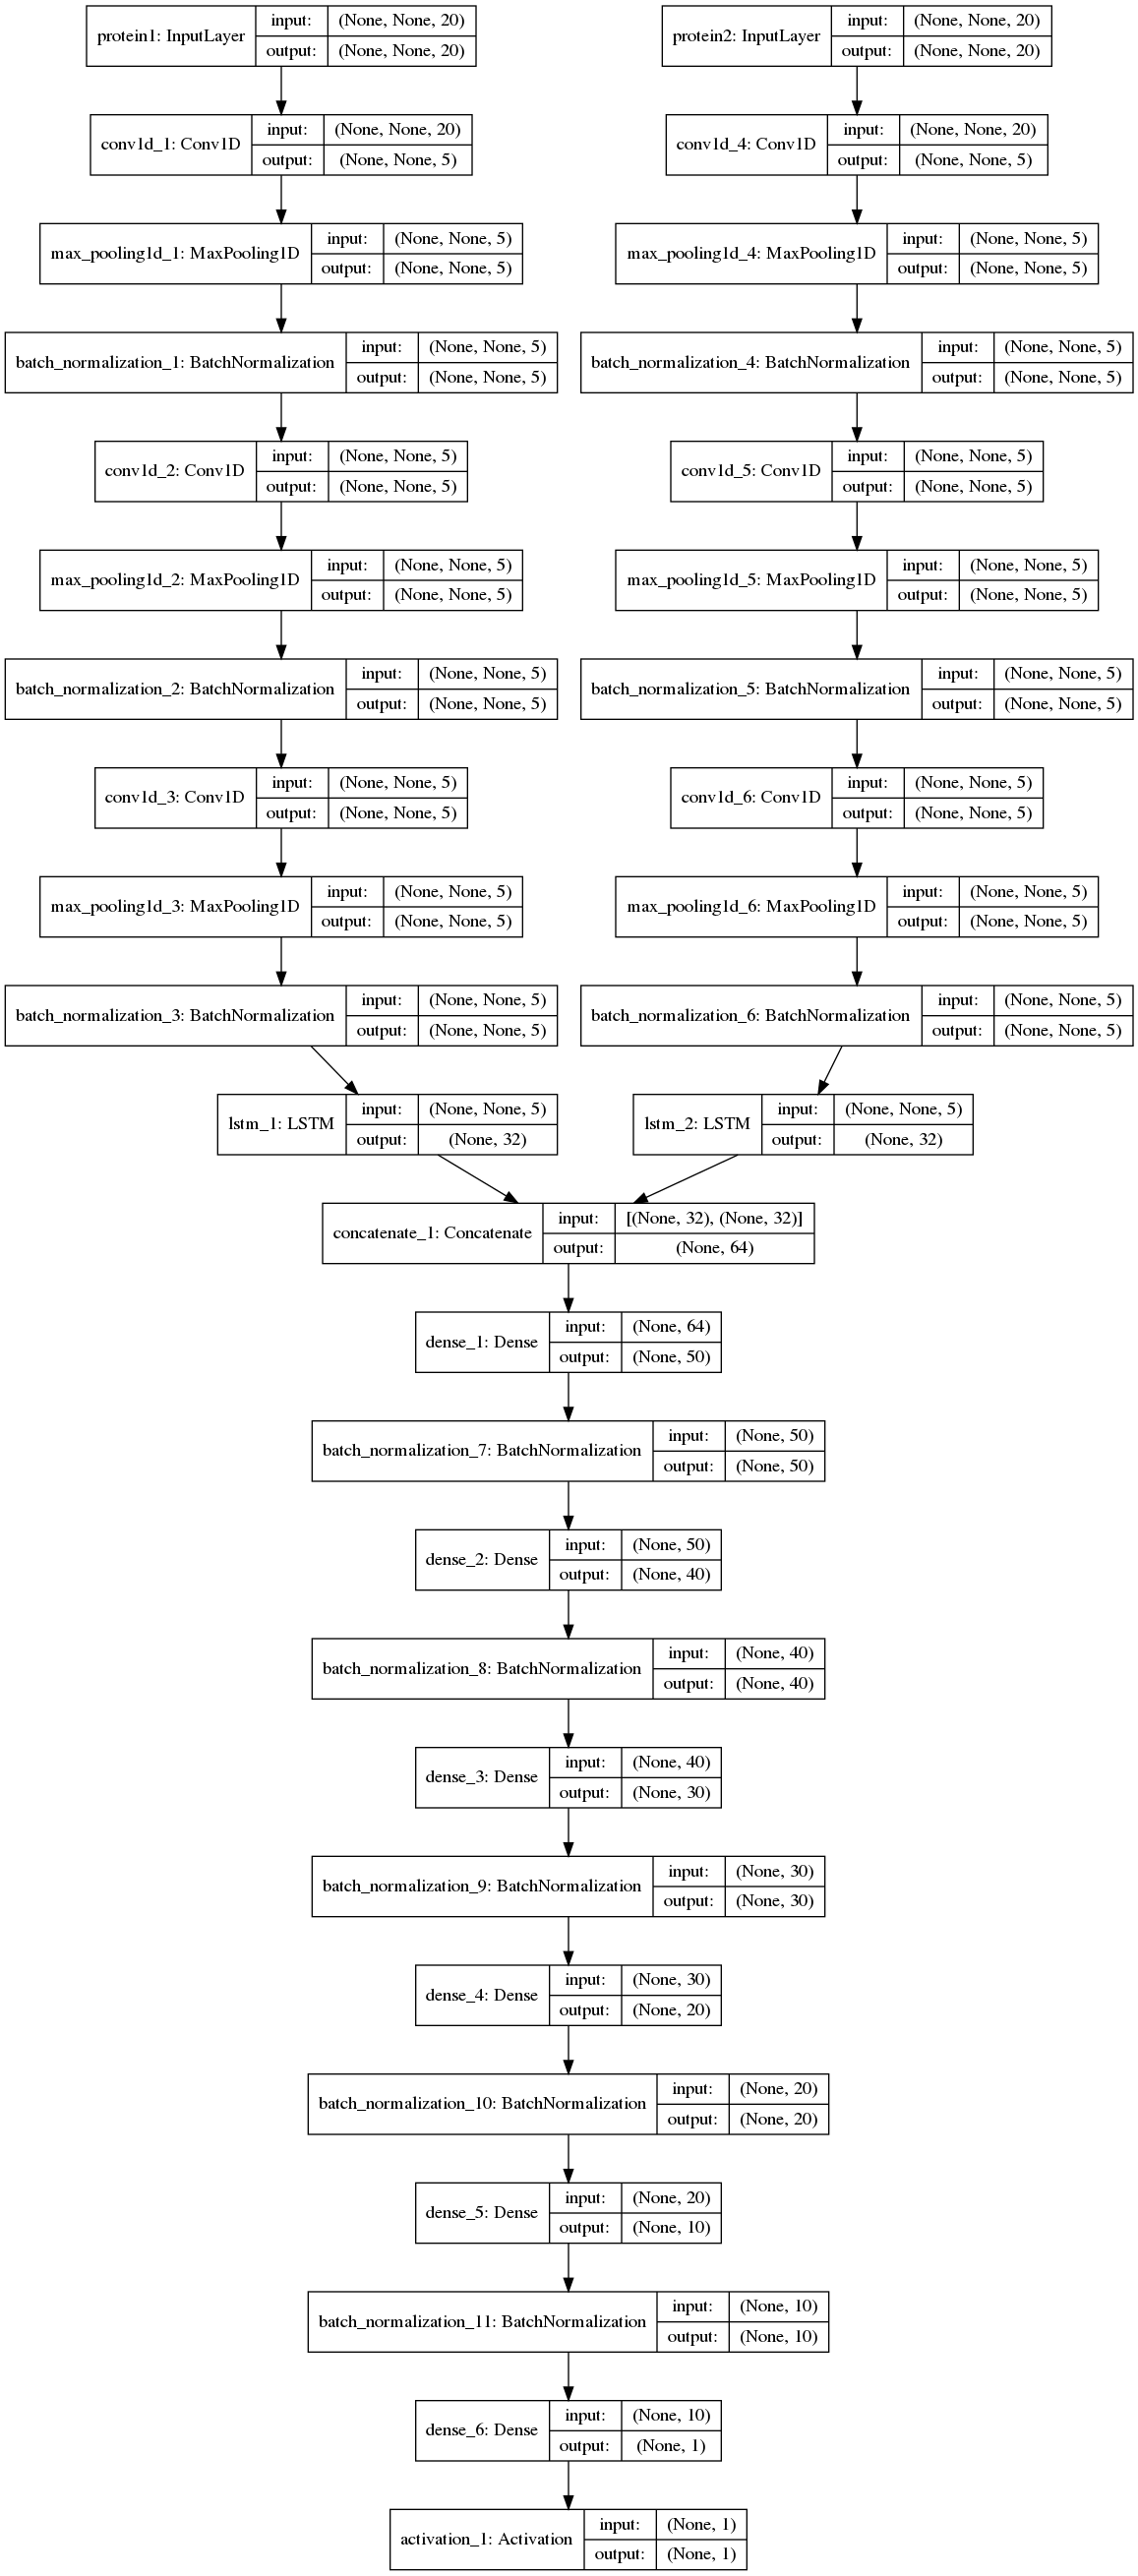 protein1: InputLayer
input:
(None, None, 20)
output:
(None, None, 20)
protein2: InputLayer
input:
(None, None, 20)
output:
(None, None, 20)
conv1d_1: Conv1D
input:
(None, None, 20)
output:
(None, None, 5)
conv1d_4: Conv1D
input:
(None, None, 20)
output:
(None, None, 5)
max_pooling1d_1: MaxPooling1D
input:
(None, None, 5)
output:
(None, None, 5)
max_pooling1d_4: MaxPooling1D
input:
(None, None, 5)
output:
(None, None, 5)
batch_normalization_1: BatchNormalization
input:
(None, None, 5)
output:
(None, None, 5)
batch_normalization_4: BatchNormalization
input:
(None, None, 5)
output:
(None, None, 5)
conv1d_2: Conv1D
input:
(None, None, 5)
output:
(None, None, 5)
conv1d_5: Conv1D
input:
(None, None, 5)
output:
(None, None, 5)
max_pooling1d_2: MaxPooling1D
input:
(None, None, 5)
output:
(None, None, 5)
max_pooling1d_5: MaxPooling1D
input:
(None, None, 5)
output:
(None, None, 5)
batch_normalization_2: BatchNormalization
input:
(None, None, 5)
output:
(None, None, 5)
batch_normalization_5: BatchNormalization
input:
(None, None, 5)
output:
(None, None, 5)
conv1d_3: Conv1D
input:
(None, None, 5)
output:
(None, None, 5)
conv1d_6: Conv1D
input:
(None, None, 5)
output:
(None, None, 5)
max_pooling1d_3: MaxPooling1D
input:
(None, None, 5)
output:
(None, None, 5)
max_pooling1d_6: MaxPooling1D
input:
(None, None, 5)
output:
(None, None, 5)
batch_normalization_3: BatchNormalization
input:
(None, None, 5)
output:
(None, None, 5)
batch_normalization_6: BatchNormalization
input:
(None, None, 5)
output:
(None, None, 5)
lstm_1: LSTM
input:
(None, None, 5)
output:
(None, 32)
lstm_2: LSTM
input:
(None, None, 5)
output:
(None, 32)
concatenate_1: Concatenate
input:
[(None, 32), (None, 32)]
output:
(None, 64)
dense_1: Dense
input:
(None, 64)
output:
(None, 50)
batch_normalization_7: BatchNormalization
input:
(None, 50)
output:
(None, 50)
dense_2: Dense
input:
(None, 50)
output:
(None, 40)
batch_normalization_8: BatchNormalization
input:
(None, 40)
output:
(None, 40)
dense_3: Dense
input:
(None, 40)
output:
(None, 30)
batch_normalization_9: BatchNormalization
input:
(None, 30)
output:
(None, 30)
dense_4: Dense
input:
(None, 30)
output:
(None, 20)
batch_normalization_10: BatchNormalization
input:
(None, 20)
output:
(None, 20)
dense_5: Dense
input:
(None, 20)
output:
(None, 10)
batch_normalization_11: BatchNormalization
input:
(None, 10)
output:
(None, 10)
dense_6: Dense
input:
(None, 10)
output:
(None, 1)
activation_1: Activation
input:
(None, 1)
output:
(None, 1)